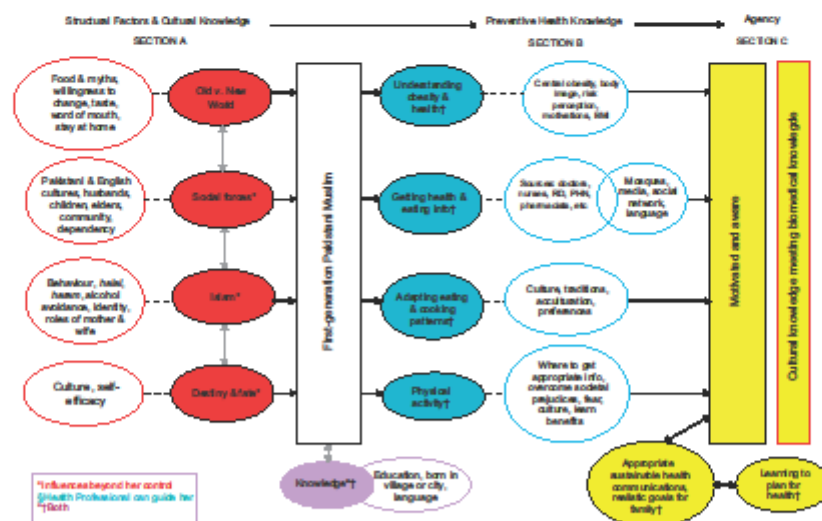 Structural Factors & Cultural Knowledge
SECTION A
Preventive Health Knowledge
SECTION B
Agency
SECTION C
Food & myths,
willingness to
change, taste,
word of mouth,
stay at home
Old v. New
World
Understanding
obesity &
health†
Central obesity, body
image, risk
perception,
motivations, BMI
Pakistani & English
cultures, husbands,
children, elders,
community,
dependency
Social forces*
Getting health &
eating info†
Sources: doctors,
nurses, RD, PHN,
pharmacists, etc.
Mosques,
media, social
network,
language
Behaviour, halal,
haram, alcohol
avoidance, identity,
roles of mother &
wife
Islam*
Adapting eating
& cooking
patterns†
Culture, traditions,
acculturation,
preferences
Culture, self-
efficacy
Destiny & fate*
Physical
activity†
Where to get
appropriate info,
overcome societal
prejudices, fear,
culture, learn
benefits
First-generation Pakistani Muslim
Motivated and aware
Cultural knowledge meeting biomedical knowlegde
Knowledge*†
Education, born in
village or city,
language
Appropriate
sustainable health
communications,
realistic goals for
family†
Learning to
plan for
health†
*Influences beyond her control
Health Professional can guide her
*†Both